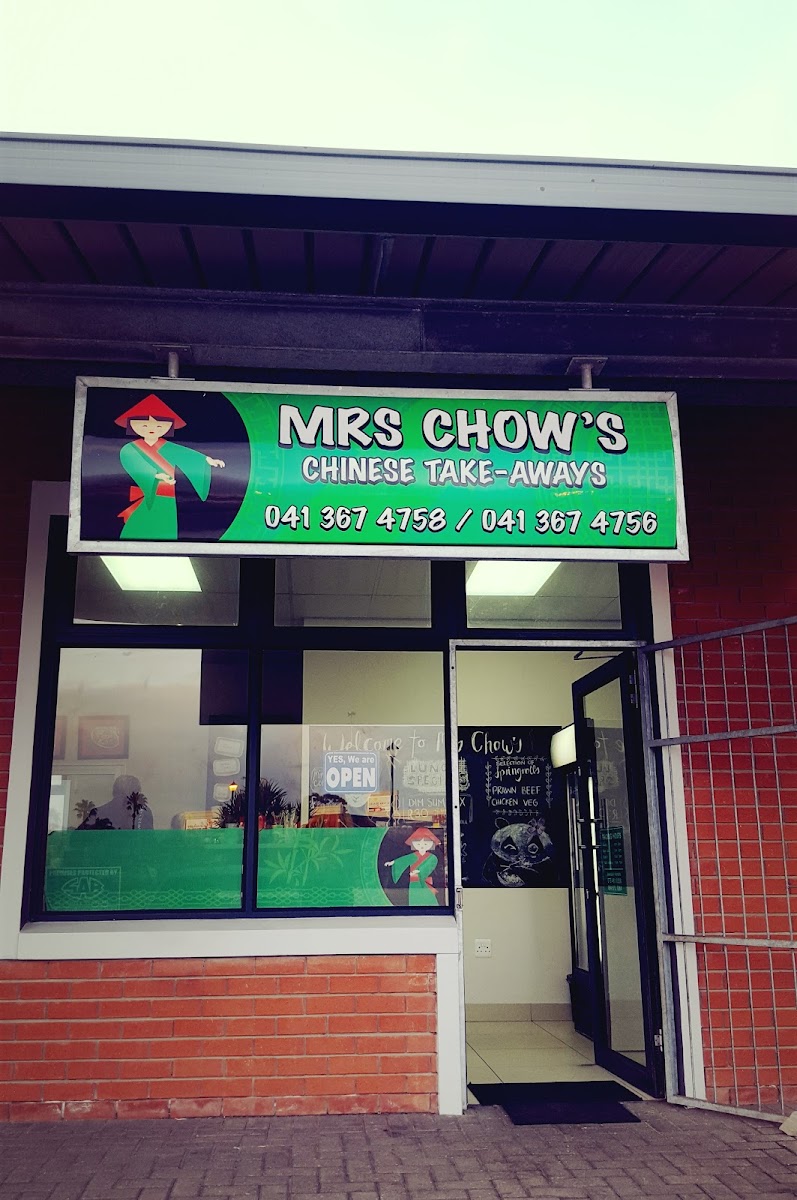 MRS CHOW'S
CHINESE TAKE-AWAYS
041 367 4758 / 041 367 4756
Welcome to Chow's
YES, We are
OPEN
LUNCH
SELECTION OF
Springrolls
DIM SUM
PRAWN BEEF
CHICKEN VEG